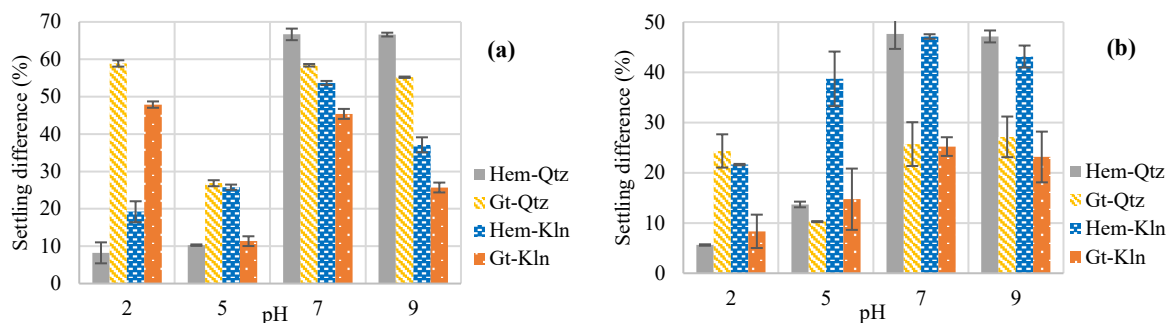 Settling difference (%)
70
60
50
40
30
20
10
0
2
5
7
9
pH
(a)
Hem-Qtz
Gt-Qtz
Hem-Kln
Gt-Kln
Settling difference (%)
50
40
30
20
10
0
2
5
7
9
pH
(b)
Hem-Qtz
Gt-Qtz
Hem-Kln
Gt-Kln